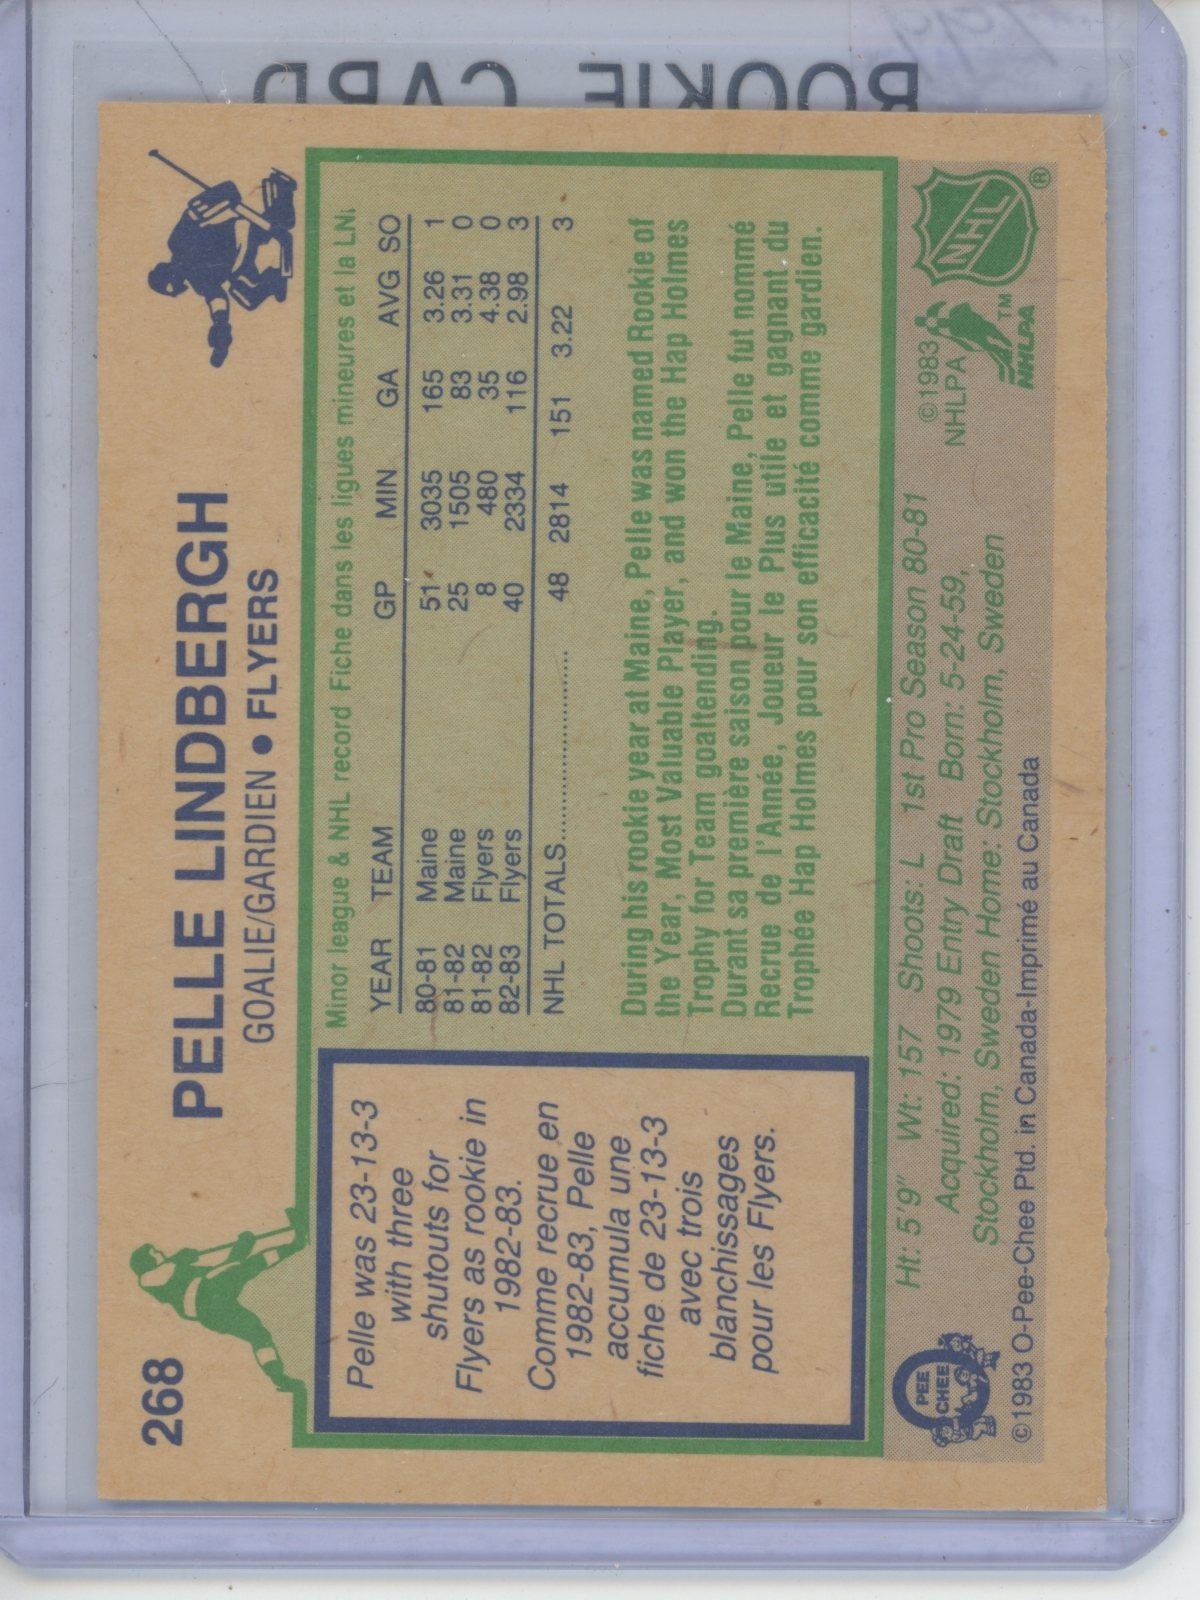 ROOKIE CARD
268
PELLE LINDBERGH
GOALIE/GARDIEN • FLYERS
Minor league & NHL record Fiche dans les ligues mineures et la LNH
YEAR TEAM GP MIN GA AVG SO
80-81 Maine 51 3035 165 3.26 1
81-82 Maine 25 1505 83 3.31 0
81-82 Flyers 8 480 35 4.38 0
82-83 Flyers 40 2334 116 2.98 3
NHL TOTALS.................... 48 2814 151 3.22 3
Pelle was 23-13-3
with three
shutouts for
Flyers as rookie in
1982-83.
Comme recrue en
1982-83, Pelle
accumula une
fiche de 23-13-3
avec trois
blanchissages
pour les Flyers.
During his rookie year at Maine, Pelle was named Rookie of
the Year, Most Valuable Player, and won the Hap Holmes
Trophy for Team goaltending.
Durant sa première saison pour le Maine, Pelle fut nommé
Recrue de l'Année, Joueur le Plus utile et gagnant du
Trophée Hap Holmes pour son efficacité comme gardien.
Ht: 5'9" Wt: 157 Shoots: L 1st Pro Season 80-81
Acquired: 1979 Entry Draft Born: 5-24-59,
Stockholm, Sweden Home: Stockholm, Sweden
©1983 O-Pee-Chee Ptd. in Canada-Imprimé au Canada
O
PEE
CHEE
©1983
NHLPA
NHLPA
TM
NHL
®